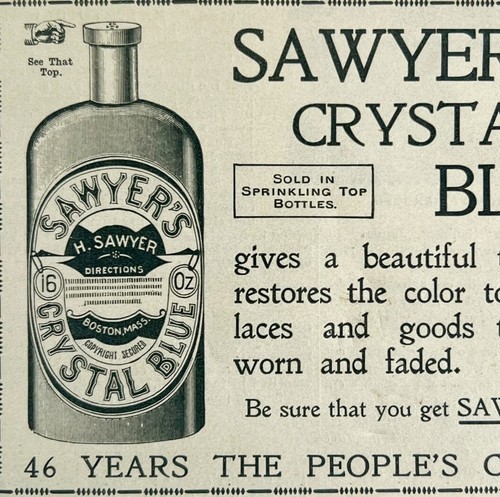 See That
Top.
SAWYER'S
H. SAWYER
DIRECTIONS
16 Oz
BOSTON, MASS.
COPYRIGHT SECURED
CRYSTAL BLUE
SAWYER
CRYSTA
SOLD IN
SPRINKLING TOP
BOTTLES.
BL
gives a beautiful t
restores the color to
laces and goods t
worn and faded.
Be sure that you get SAW
46 YEARS THE PEOPLE'S C